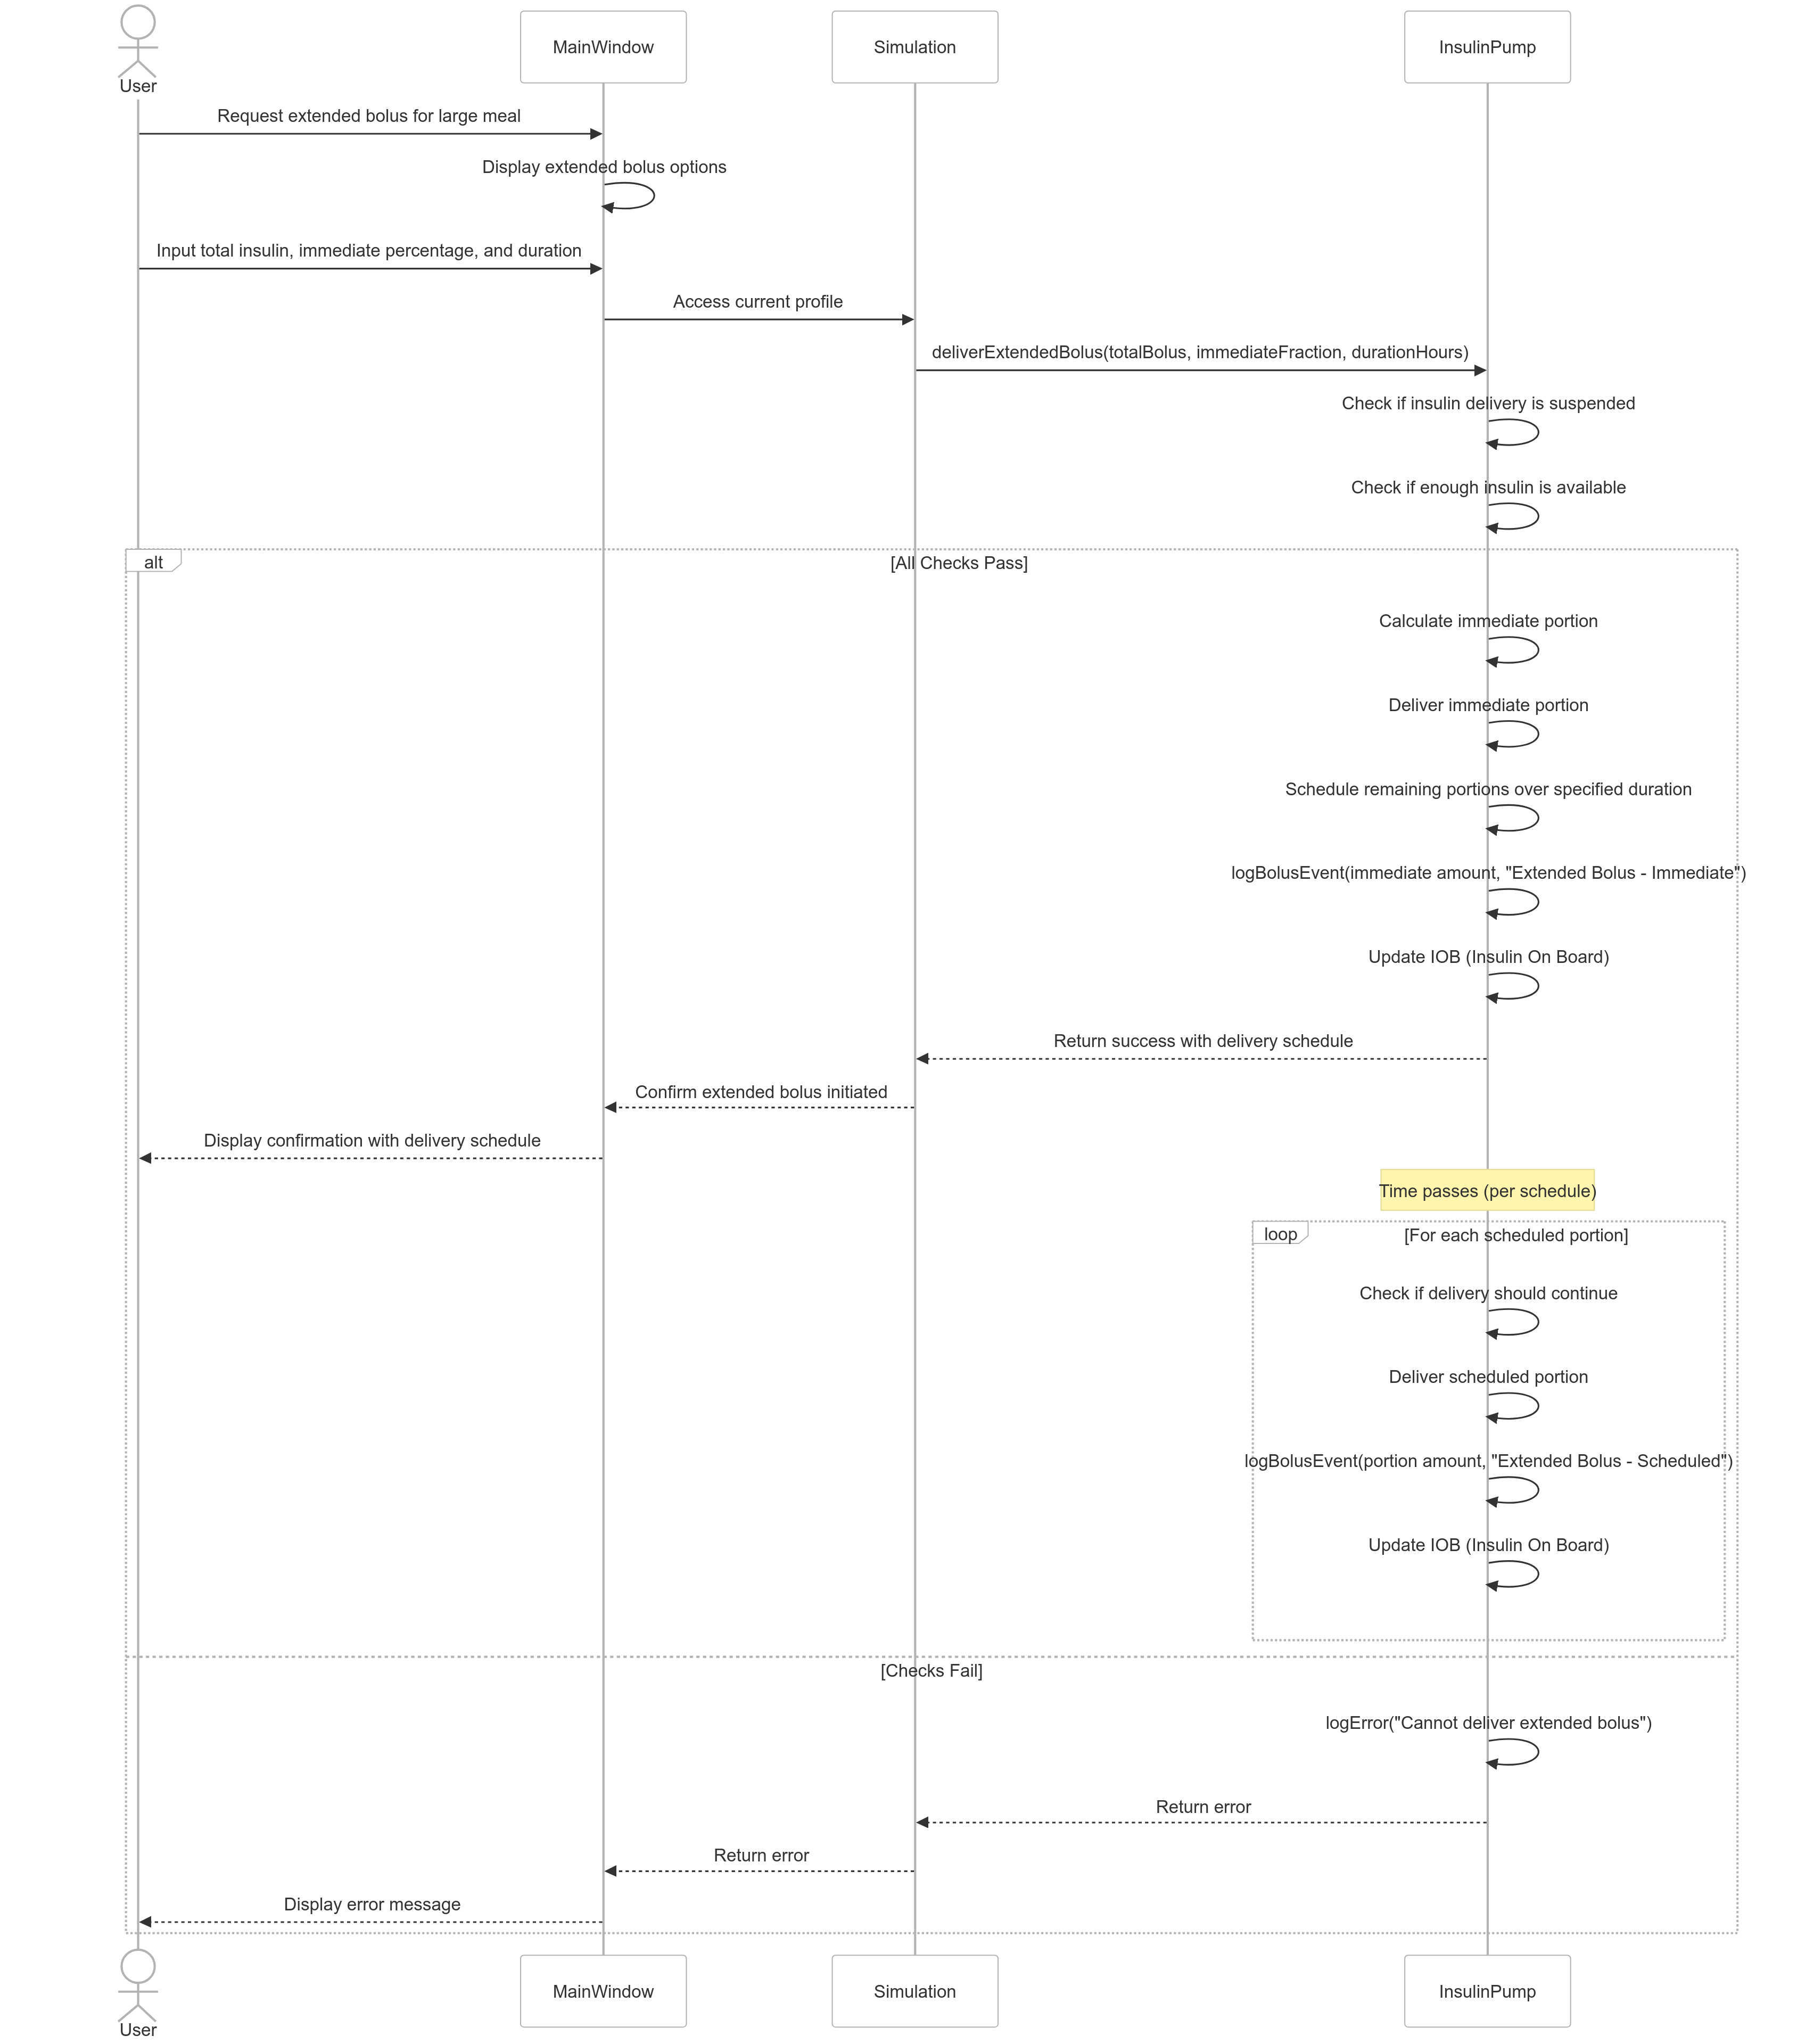 User
MainWindow
Simulation
InsulinPump
Request extended bolus for large meal
Display extended bolus options
Input total insulin, immediate percentage, and duration
Access current profile
deliverExtendedBolus(totalBolus, immediateFraction, durationHours)
Check if insulin delivery is suspended
Check if enough insulin is available
alt
[All Checks Pass]
Calculate immediate portion
Deliver immediate portion
Schedule remaining portions over specified duration
logBolusEvent(immediate amount, "Extended Bolus - Immediate")
Update IOB (Insulin On Board)
Return success with delivery schedule
Confirm extended bolus initiated
Display confirmation with delivery schedule
Time passes (per schedule)
loop
[For each scheduled portion]
Check if delivery should continue
Deliver scheduled portion
logBolusEvent(portion amount, "Extended Bolus - Scheduled")
Update IOB (Insulin On Board)
[Checks Fail]
logError("Cannot deliver extended bolus")
Return error
Return error
Display error message
User
MainWindow
Simulation
InsulinPump